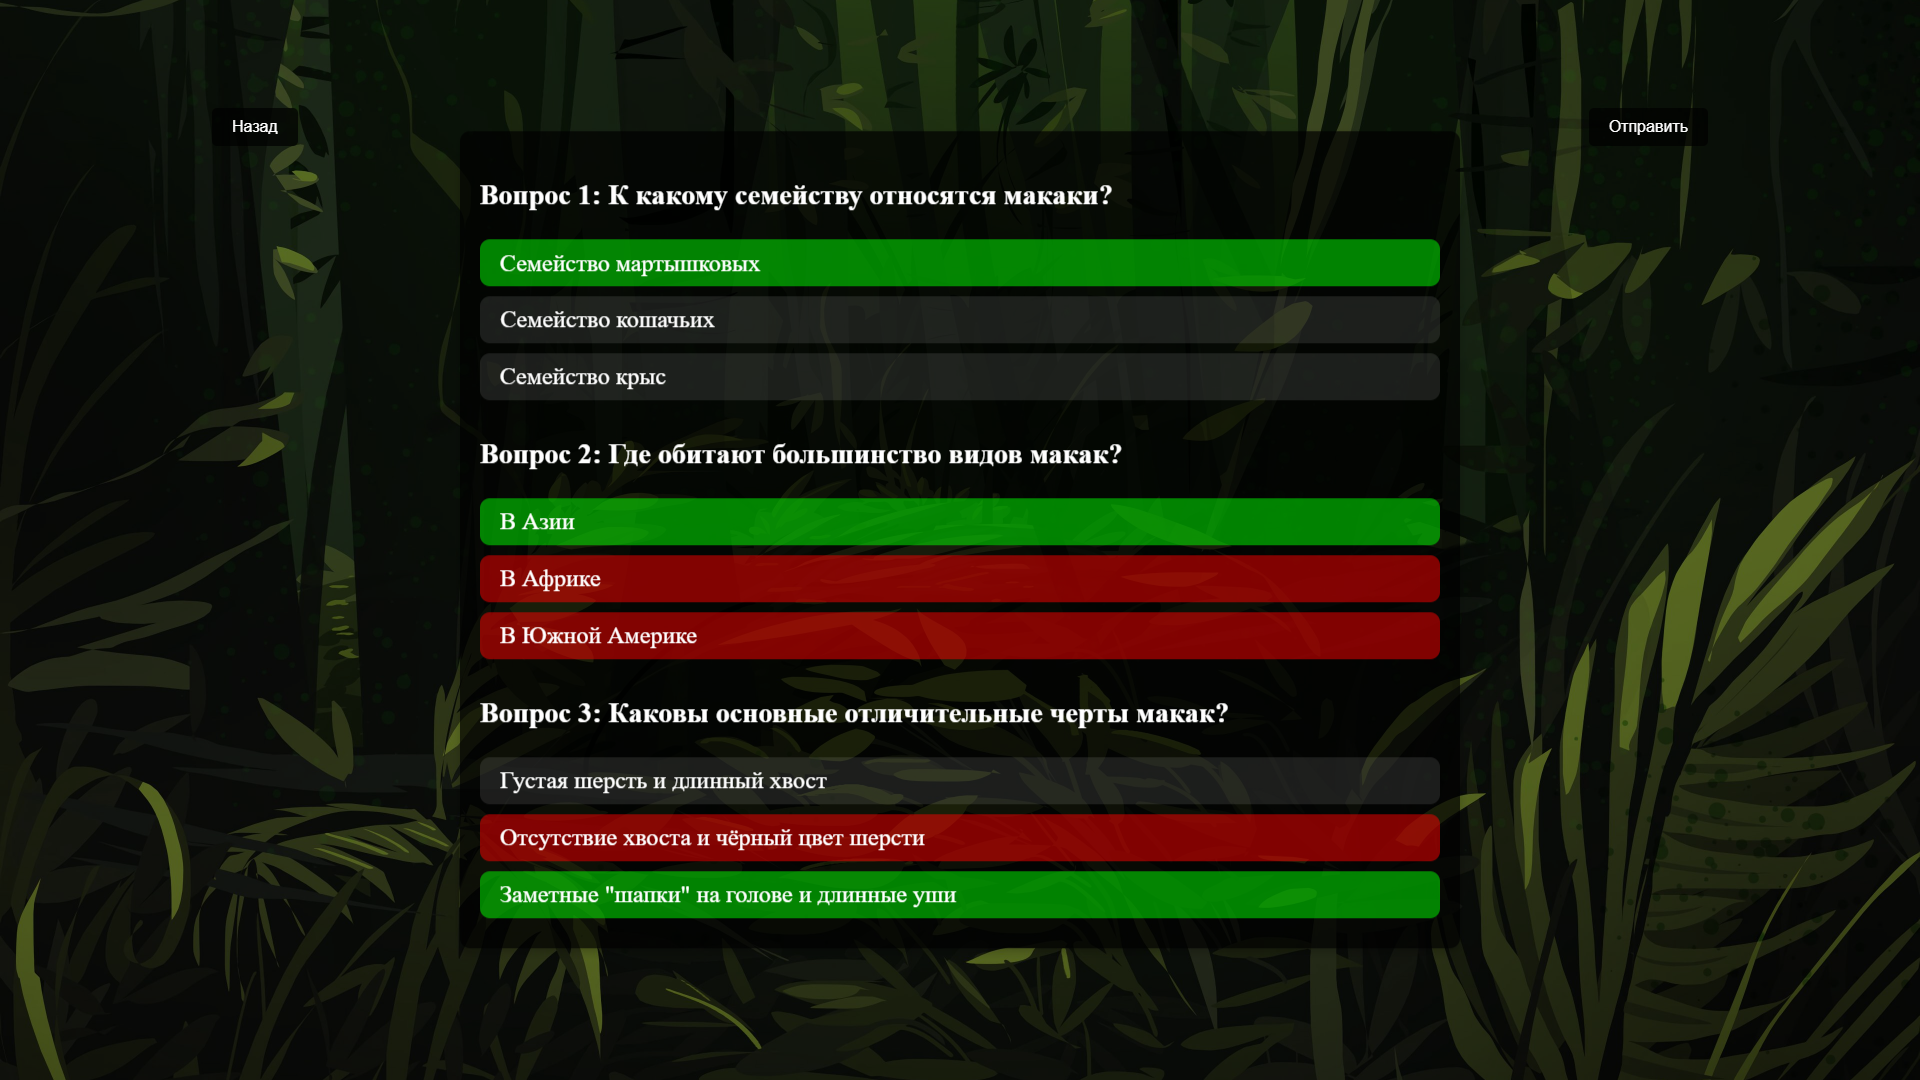 Назад
Отправить
Вопрос 1: К какому семейству относятся макаки?
Семейство мартышковых
Семейство кошачьих
Семейство крыс
Вопрос 2: Где обитают большинство видов макак?
В Азии
В Африке
В Южной Америке
Вопрос 3: Каковы основные отличительные черты макак?
Густая шерсть и длинный хвост
Отсутствие хвоста и чёрный цвет шерсти
Заметные "шапки" на голове и длинные уши